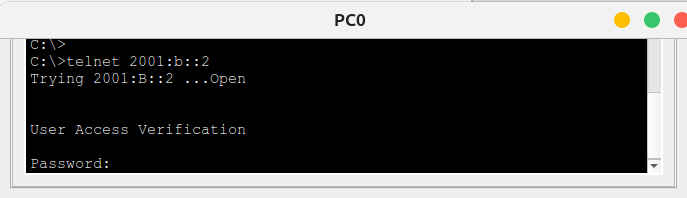 PC0
C:\>
C:\>telnet 2001:b::2
Trying 2001:B::2 ...Open
User Access Verification
Password: